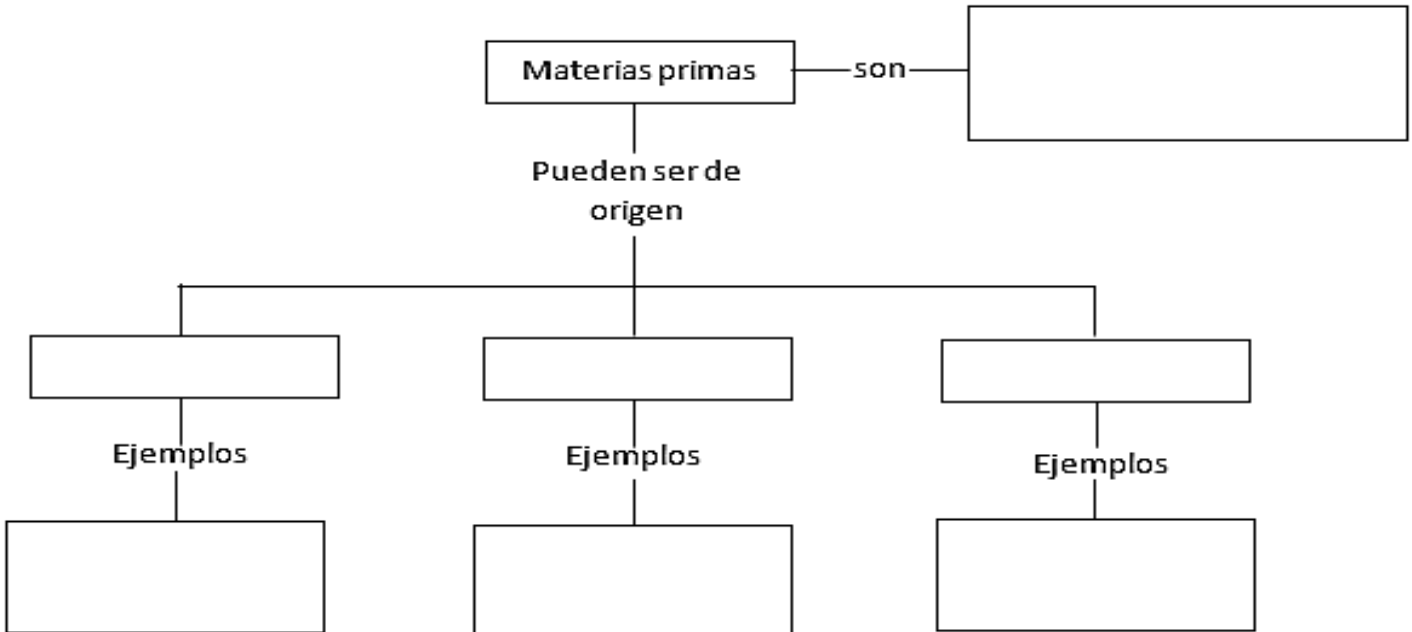 Materias primas
son
Pueden ser de
origen
Ejemplos
Ejemplos
Ejemplos